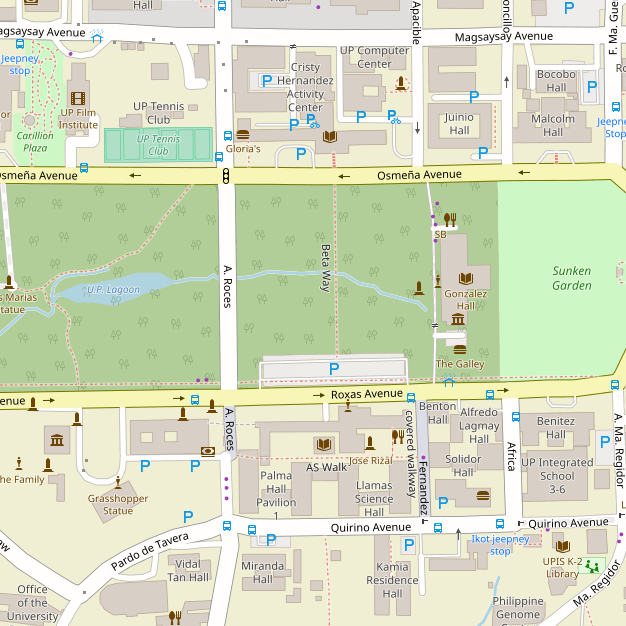 Hall
Apacible
agsaysay Avenue
Magsaysay Avenue
F. Ma. Gue
UP Computer
Center
Jeepney
stop
Cristy
Hernandez
Activity
Center
P
P
P
P
Bocobo
Hall
P
UP Film
Institute
UP Tennis
Club
Juinio
Hall
Malcolm
Hall
Jeepne
stop
Carillon
Plaza
UP Tennis
Club
P
P
P
Gloria's
P
P
Osmeña Avenue
Osmeña Avenue
SB
Beta Way
A. Roces
Sunken
Garden
U.P. Lagoon
Gonzalez
Hall
s Marias
tatue
The Galley
P
Roxas Avenue
enue
A. Roces
covered walkway
Benton
Hall
Alfredo
Lagmay
Hall
Benitez
Hall
A. Ma. Regidor
P
Africa
AS Walk
Jose Rizal
Solidor
Hall
UP Integrated
School
3-6
he Family
P
P
Palma
Hall
Pavilion
1
Llamas
Science
Hall
Fernandez
P
Grasshopper
Statue
P
Quirino Avenue
Quirino Avenue
P
P
Ikot jeepney
stop
Pardo de Tavera
Vidal
Tan Hall
Miranda
Hall
Kamia
Residence
Hall
UPIS K-2
Library
Ma. Regidor
Office
of the
University
Philippine
Genome